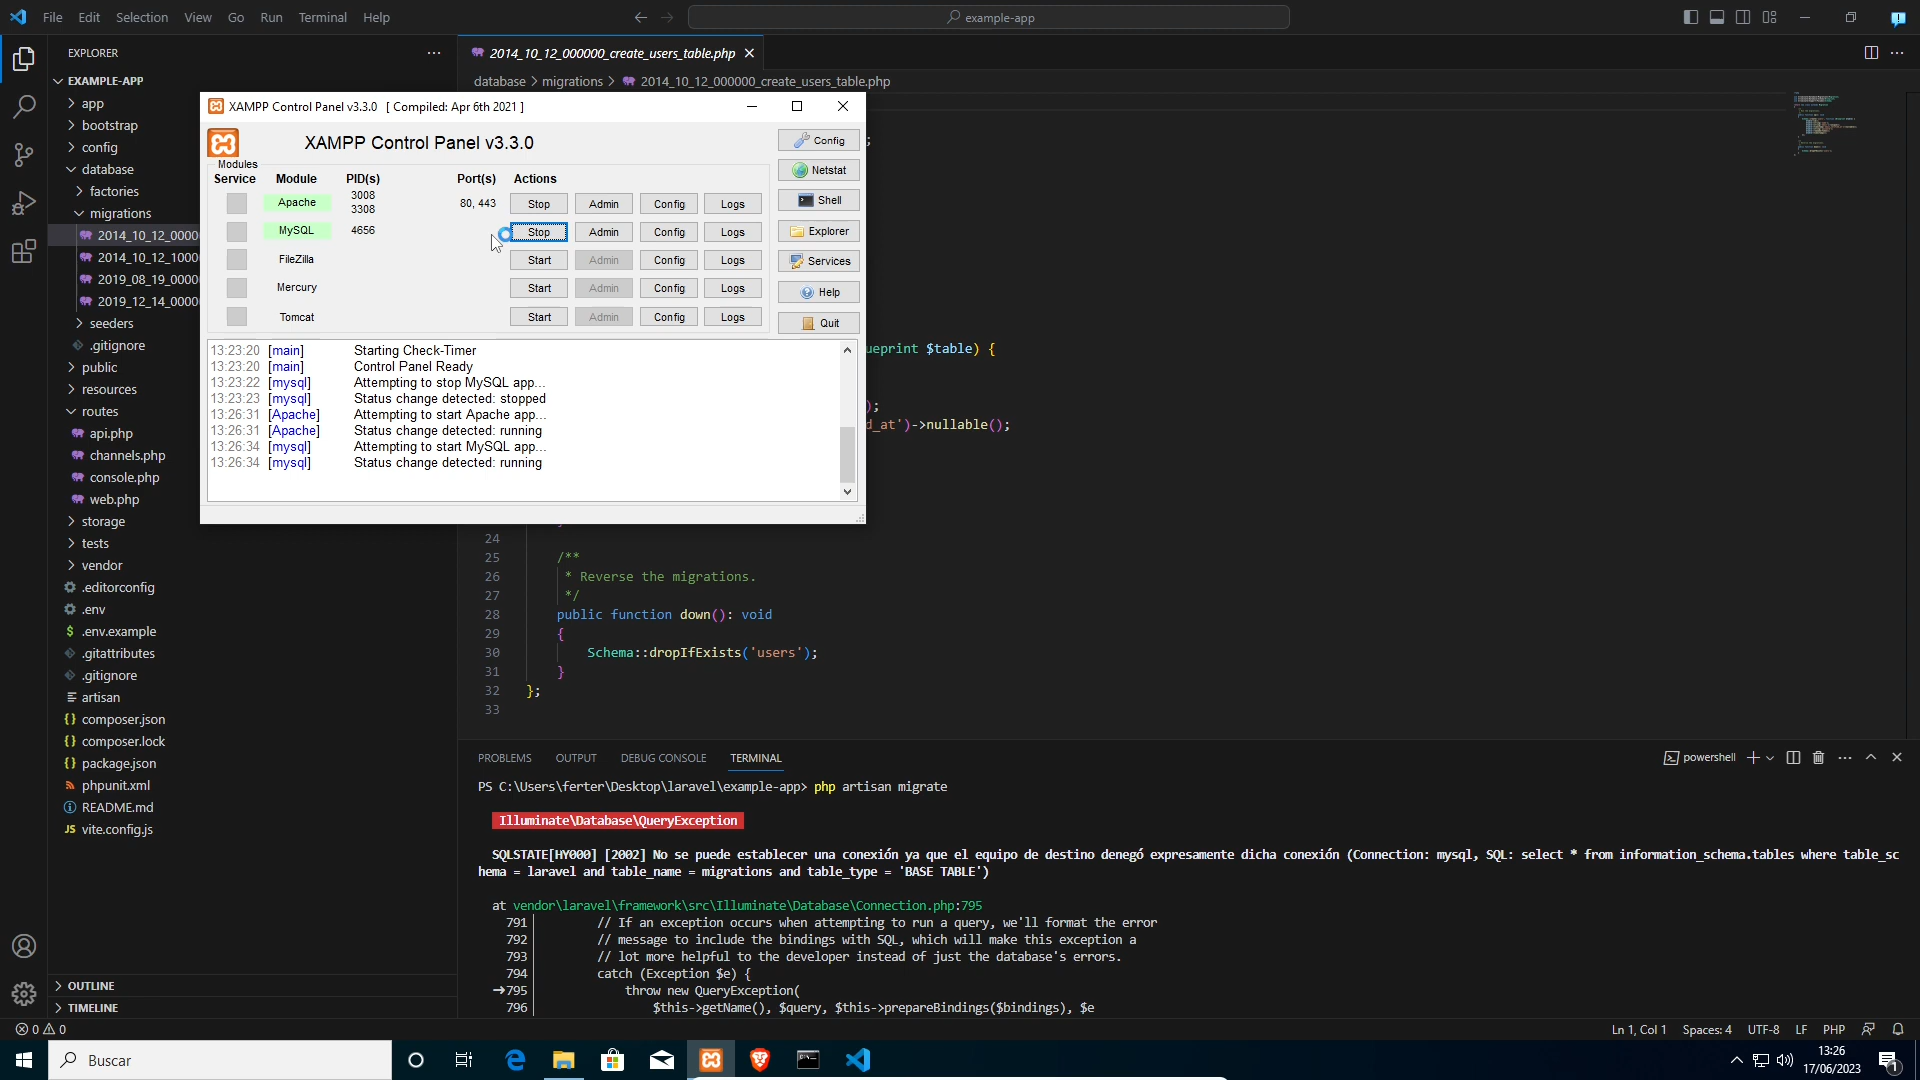 File Edit Selection View Go Run Terminal Help
example-app
EXPLORER
EXAMPLE-APP
app
bootstrap
config
database
factories
migrations
2014_10_12_0000
2014_10_12_1000
2019_08_19_0000
2019_12_14_0000
seeders
.gitignore
public
resources
routes
api.php
channels.php
console.php
web.php
storage
tests
vendor
.editorconfig
.env
.env.example
.gitattributes
.gitignore
artisan
composer.json
composer.lock
package.json
phpunit.xml
README.md
vite.config.js
OUTLINE
TIMELINE
2014_10_12_000000_create_users_table.php
database > migrations > 2014_10_12_000000_create_users_table.php
XAMPP Control Panel v3.3.0 [ Compiled: Apr 6th 2021 ]
XAMPP Control Panel v3.3.0
Modules
Service Module PID(s) Port(s) Actions
Apache 3008 3308 80, 443 Stop Admin Config Logs
MySQL 4656 Stop Admin Config Logs
FileZilla Start Admin Config Logs
Mercury Start Admin Config Logs
Tomcat Start Admin Config Logs
Config
Netstat
Shell
Explorer
Services
Help
Quit
13:23:20 [main] Starting Check-Timer
13:23:20 [main] Control Panel Ready
13:23:22 [mysql] Attempting to stop MySQL app...
13:23:23 [mysql] Status change detected: stopped
13:26:31 [Apache] Attempting to start Apache app...
13:26:31 [Apache] Status change detected: running
13:26:34 [mysql] Attempting to start MySQL app...
13:26:34 [mysql] Status change detected: running
;
ueprint $table) {
);
d_at')->nullable();
24
25 /**
26 * Reverse the migrations.
27 */
28 public function down(): void
29 {
30 Schema::dropIfExists('users');
31 }
32 };
33
PROBLEMS OUTPUT DEBUG CONSOLE TERMINAL
powershell
PS C:\Users\ferter\Desktop\laravel\example-app> php artisan migrate
Illuminate\Database\QueryException
SQLSTATE[HY000] [2002] No se puede establecer una conexión ya que el equipo de destino denegó expresamente dicha conexión (Connection: mysql, SQL: select * from information_schema.tables where table_sc
hema = laravel and table_name = migrations and table_type = 'BASE TABLE')
at vendor\laravel\framework\src\Illuminate\Database\Connection.php:795
791 // If an exception occurs when attempting to run a query, we'll format the error
792 // message to include the bindings with SQL, which will make this exception a
793 // lot more helpful to the developer instead of just the database's errors.
794 catch (Exception $e) {
➜795 throw new QueryException(
796 $this->getName(), $query, $this->prepareBindings($bindings), $e
0 0
Ln 1, Col 1 Spaces: 4 UTF-8 LF PHP
Buscar
13:26
17/06/2023
1